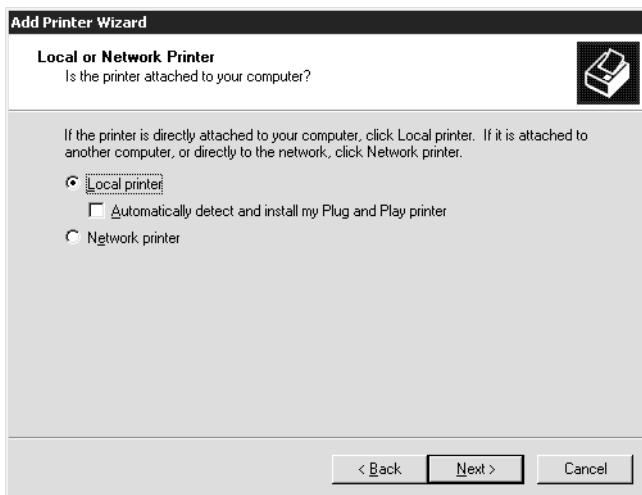 Add Printer Wizard
Local or Network Printer
Is the printer attached to your computer?
If the printer is directly attached to your computer, click Local printer. If it is attached to
another computer, or directly to the network, click Network printer.
Local printer
Automatically detect and install my Plug and Play printer
Network printer
< Back
Next >
Cancel